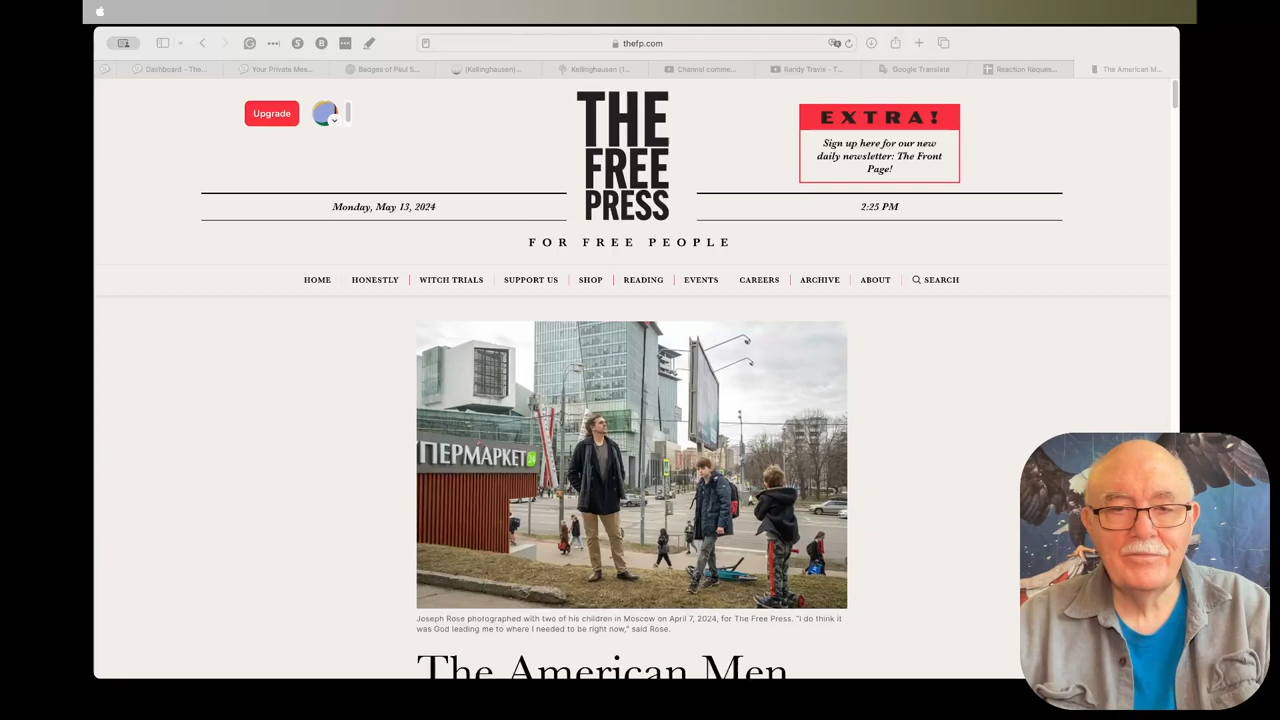 thefp.com
Dashboard - The...
Your Private Mes...
Badges of Paul S...
(Kellinghausen)...
Kellinghausen (1...
Channel comme...
Randy Travis - T...
Google Translate
Reaction Reques...
The American M...
Upgrade
THE
FREE
PRESS
EXTRA!
Sign up here for our new
daily newsletter: The Front
Page!
Monday, May 13, 2024
2:25 PM
FOR FREE PEOPLE
HOME HONESTLY WITCH TRIALS SUPPORT US SHOP READING EVENTS CAREERS ARCHIVE ABOUT SEARCH
ПЕРМАРКЕТ
Joseph Rose photographed with two of his children in Moscow on April 7, 2024, for The Free Press. "I do think it
was God leading me to where I needed to be right now," said Rose.
The American Men